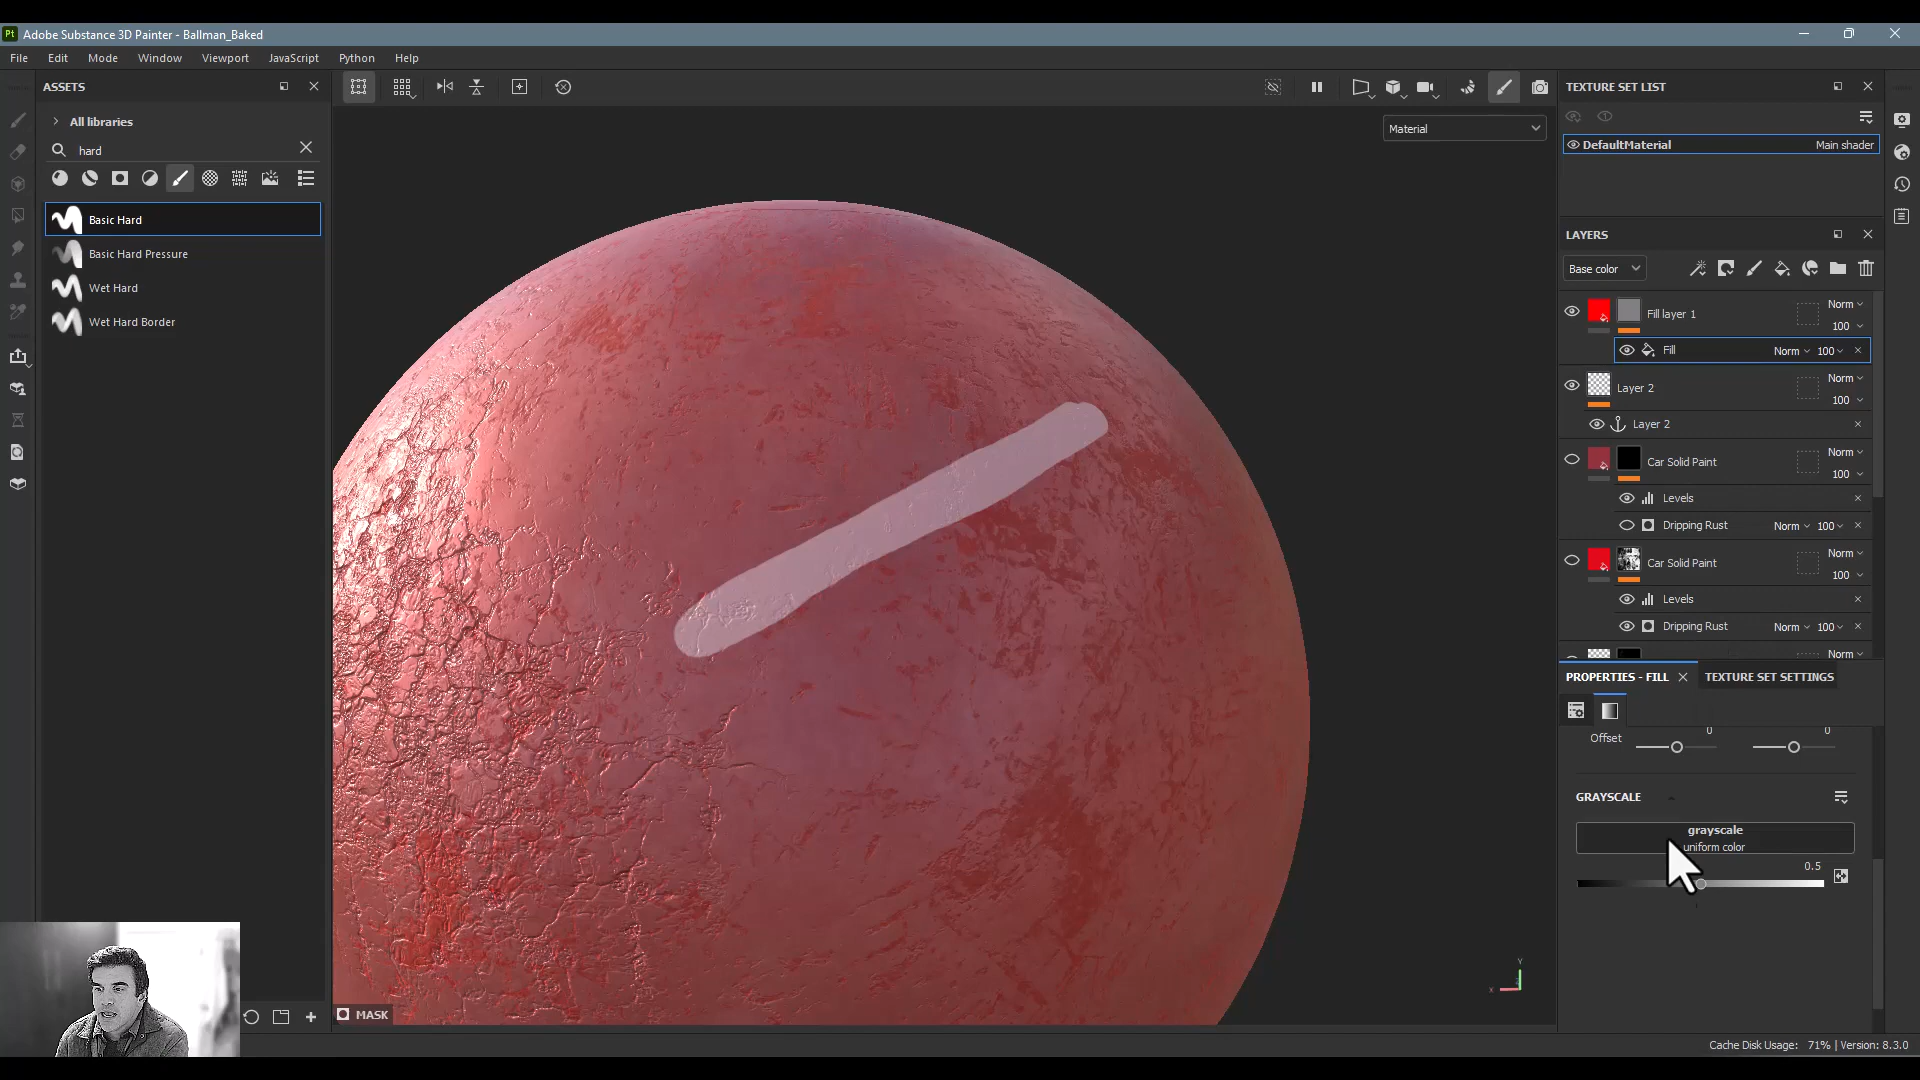 Pt Adobe Substance 3D Painter - Ballman_Baked
File Edit Mode Window Viewport JavaScript Python Help
ASSETS
All libraries
hard
Basic Hard
Basic Hard Pressure
Wet Hard
Wet Hard Border
Material
MASK
Y
X
TEXTURE SET LIST
DefaultMaterial Main shader
LAYERS
Base color
Norm
Fill layer 1
100
Fill Norm 100
Norm
Layer 2
100
Layer 2
Norm
Car Solid Paint
100
Levels
Dripping Rust Norm 100
Norm
Car Solid Paint
100
Levels
Dripping Rust Norm 100
Norm
PROPERTIES - FILL TEXTURE SET SETTINGS
0 0
Offset
GRAYSCALE
grayscale
uniform color
0.5
Cache Disk Usage: 71% | Version: 8.3.0